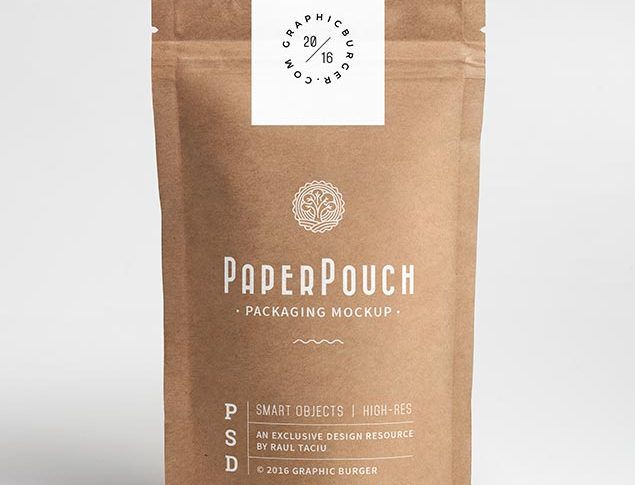 GRAPHICBURGER.COM
20
16
PAPERPOUCH
· PACKAGING MOCKUP ·
PSD
SMART OBJECTS | HIGH-RES
AN EXCLUSIVE DESIGN RESOURCE
BY RAUL TACIU
© 2016 GRAPHIC BURGER